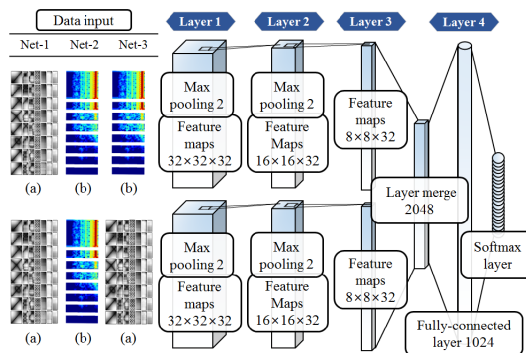 Data input
Layer 1
Layer 2
Layer 3
Layer 4
Net-1 Net-2 Net-3
(a) (b) (b)
Max
pooling 2
Feature
maps
32×32×32
Max
pooling 2
Feature
Maps
16×16×32
Feature
maps
8×8×32
Layer merge
2048
Softmax
layer
(a) (b) (a)
Max
pooling 2
Feature
maps
32×32×32
Max
pooling 2
Feature
Maps
16×16×32
Feature
maps
8×8×32
Fully-connected
layer 1024